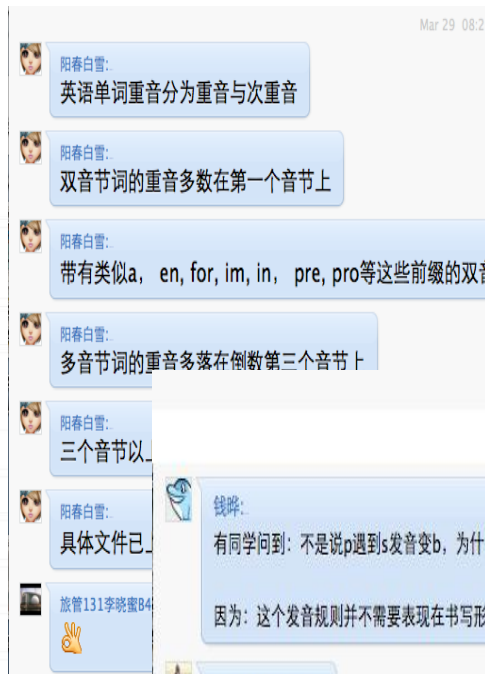 Mar 29 08:2
阳春白雪:
英语单词重音分为重音与次重音
阳春白雪:
双音节词的重音多数在第一个音节上
阳春白雪:
带有类似a, en, for, im, in, pre, pro等这些前缀的双音
阳春白雪:
多音节词的重音多落在倒数第三个音节上
阳春白雪:
三个音节以上
阳春白雪:
具体文件已上
旅管131李晓蜜B4
钱晔:
有同学问到：不是说p遇到s发音变b，为什
因为：这个发音规则并不需要表现在书写形